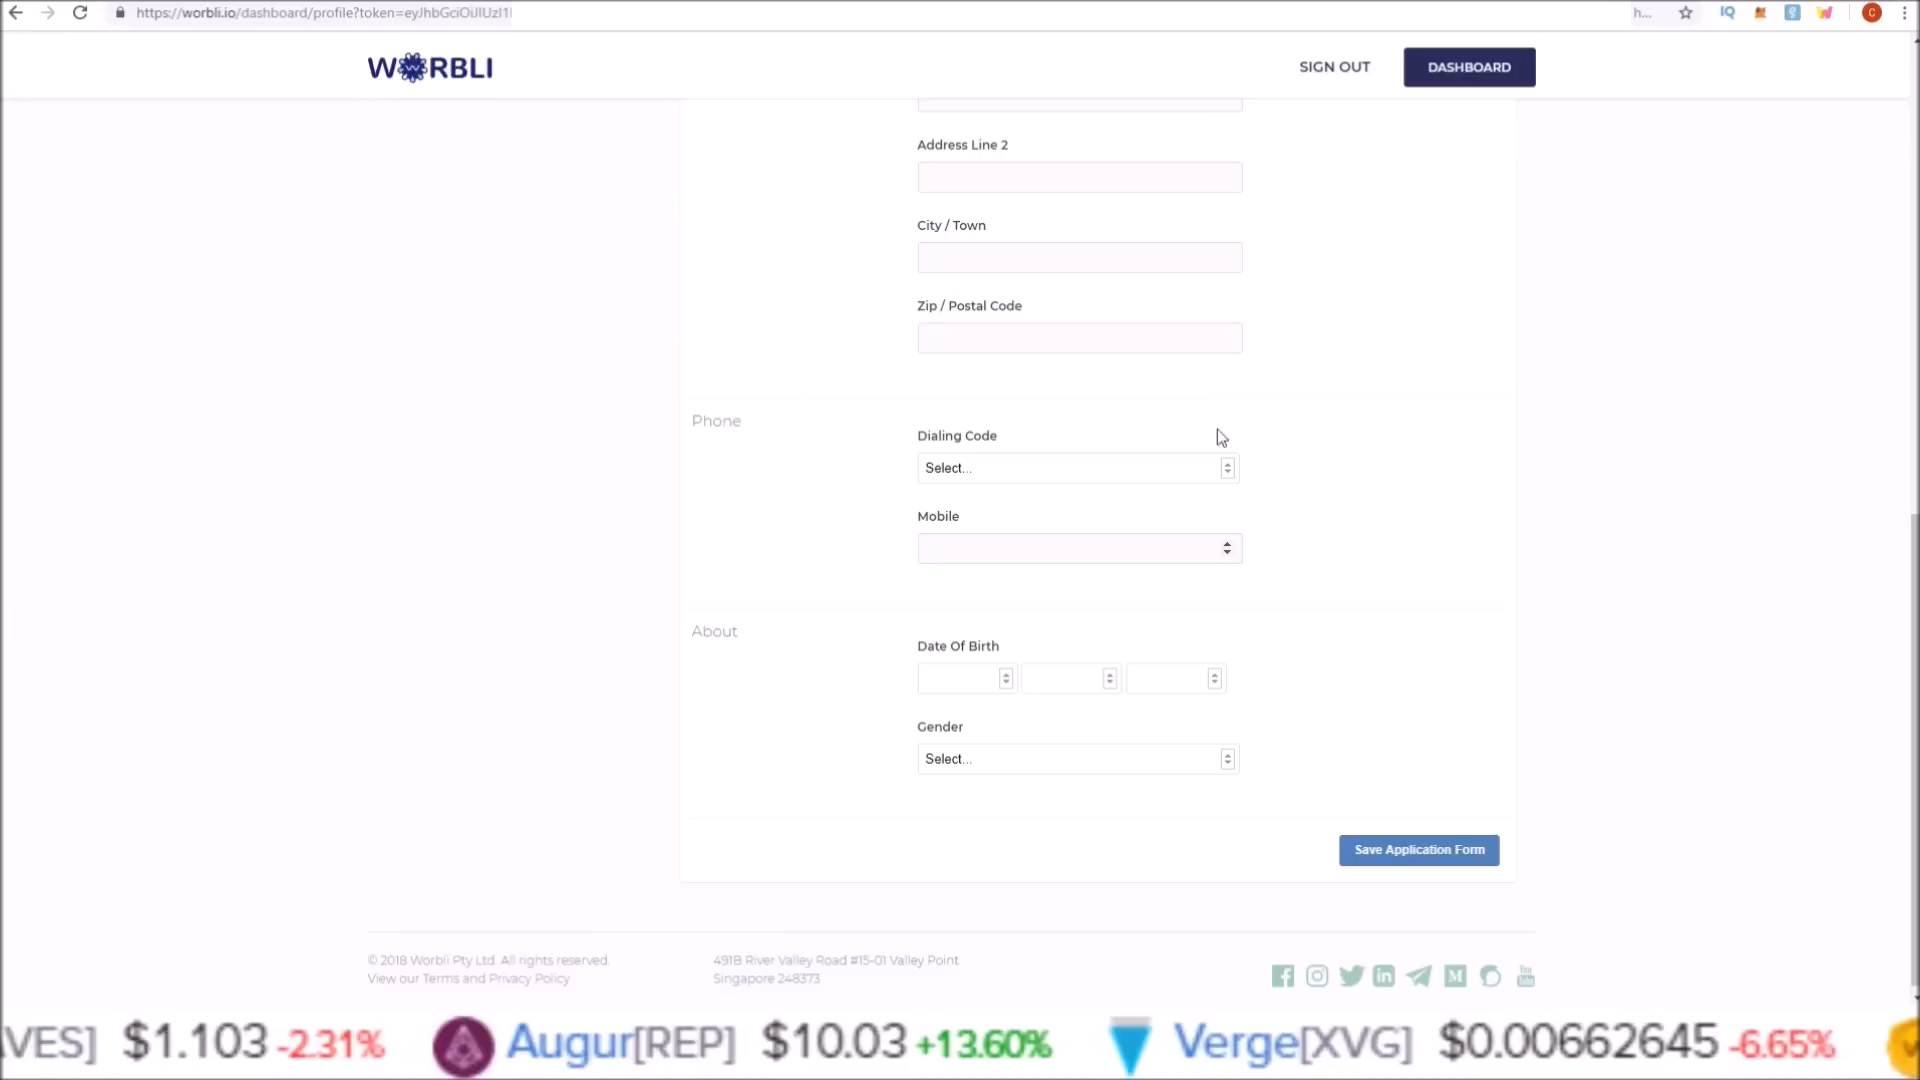 https://worbli.io/dashboard/profile?token=eyJhbGciOiJIUzI1
h...
IQ
C
WORBLI
SIGN OUT
DASHBOARD
Address Line 2
City / Town
Zip / Postal Code
Phone
Dialing Code
Select...
Mobile
About
Date Of Birth
Gender
Select...
Save Application Form
© 2018 Worbli Pty Ltd. All rights reserved.
View our Terms and Privacy Policy
491B River Valley Road #15-01 Valley Point
Singapore 248373
VES] $1.103 -2.31% Augur[REP] $10.03 +13.60% Verge[XVG] $0.00662645 -6.65%